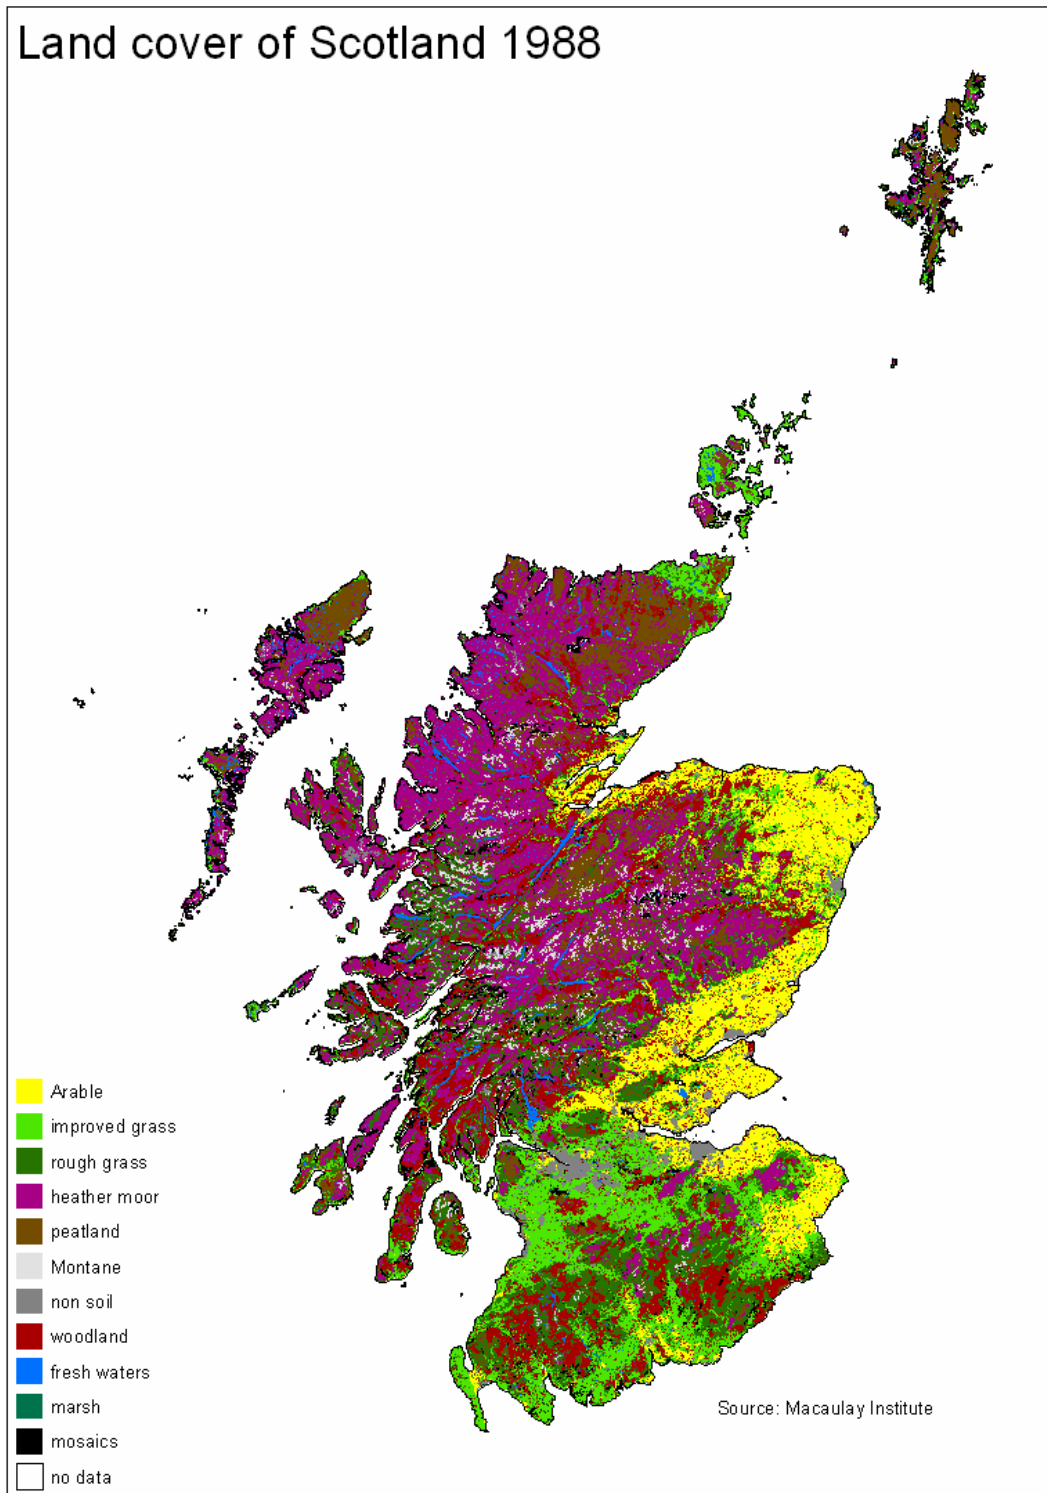 Land cover of Scotland 1988
Arable
improved grass
rough grass
heather moor
peatland
Montane
non soil
woodland
fresh waters
marsh
mosaics
no data
Source: Macaulay Institute